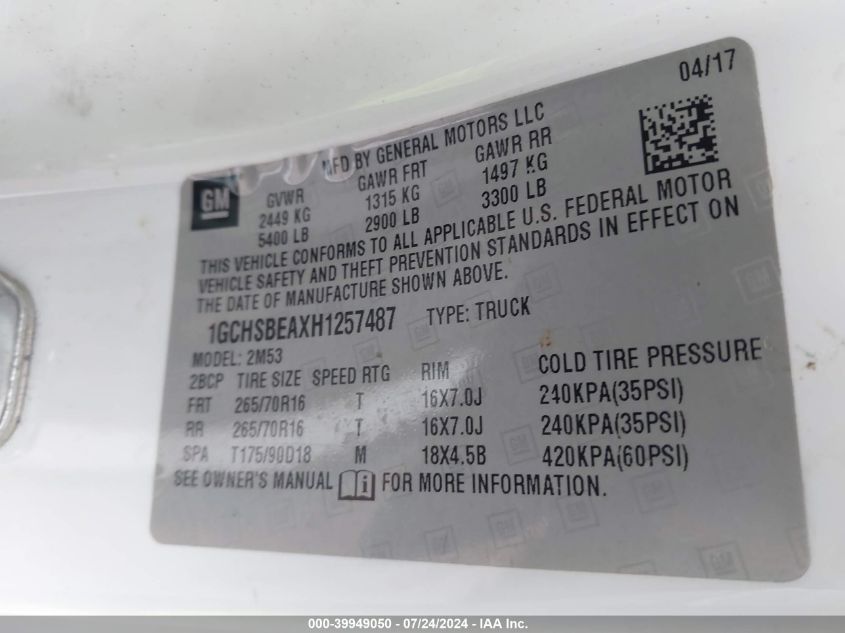 04/17
MFD BY GENERAL MOTORS LLC
GM
GVWR GAWR FRT GAWR RR
2449 KG 1315 KG 1497 KG
5400 LB 2900 LB 3300 LB
THIS VEHICLE CONFORMS TO ALL APPLICABLE U.S. FEDERAL MOTOR
VEHICLE SAFETY AND THEFT PREVENTION STANDARDS IN EFFECT ON
THE DATE OF MANUFACTURE SHOWN ABOVE.
1GCHSBEAXH1257487 TYPE: TRUCK
MODEL: 2M53
2BCP TIRE SIZE SPEED RTG RIM COLD TIRE PRESSURE
FRT 265/70R16 T 16X7.0J 240KPA(35PSI)
RR 265/70R16 T 16X7.0J 240KPA(35PSI)
SPA T175/90D18 M 18X4.5B 420KPA(60PSI)
SEE OWNER'S MANUAL i FOR MORE INFORMATION.
000-39949050 / 07/24/2024 - IAA Inc.